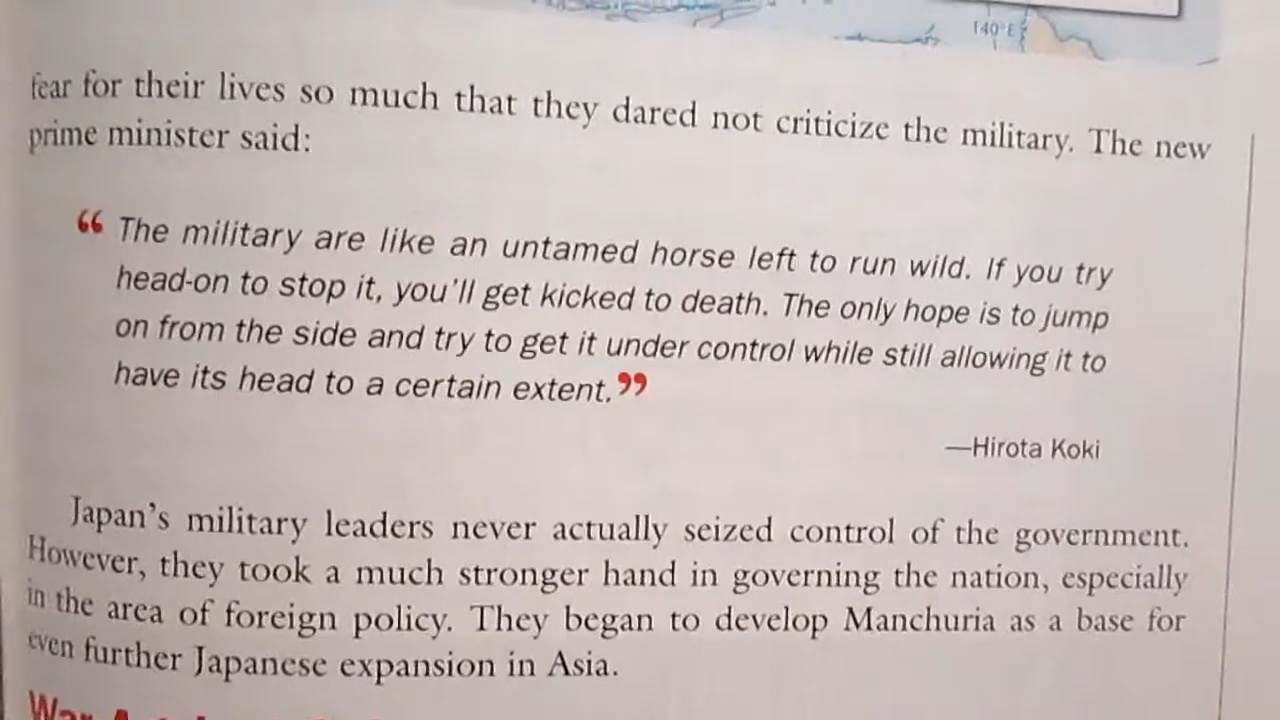 140°E
fear for their lives so much that they dared not criticize the military. The new
prime minister said:
“ The military are like an untamed horse left to run wild. If you try
head-on to stop it, you’ll get kicked to death. The only hope is to jump
on from the side and try to get it under control while still allowing it to
have its head to a certain extent.”
—Hirota Koki
Japan’s military leaders never actually seized control of the government.
However, they took a much stronger hand in governing the nation, especially
in the area of foreign policy. They began to develop Manchuria as a base for
even further Japanese expansion in Asia.
War